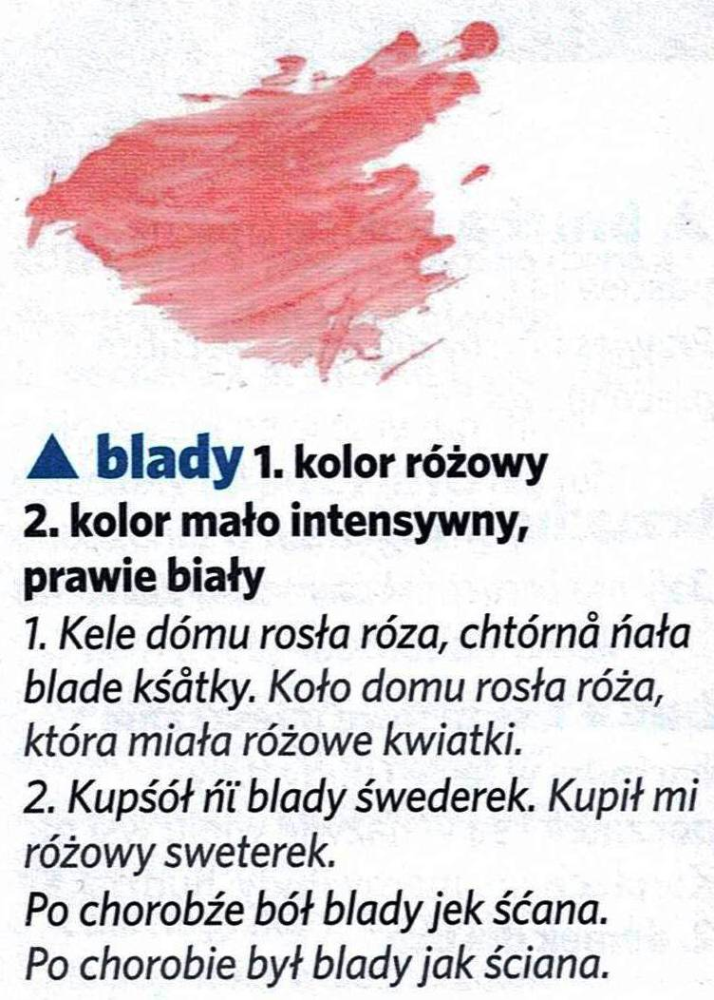 ▲ blady 1. kolor różowy
2. kolor mało intensywny,
prawie biały
1. Kele dómu rosła róza, chtórnå ńała
blade kśåtky. Koło domu rosła róża,
która miała różowe kwiatki.
2. Kupśół ńï blady śwederek. Kupił mi
różowy sweterek.
Po chorobźe bół blady jek śćana.
Po chorobie był blady jak ściana.